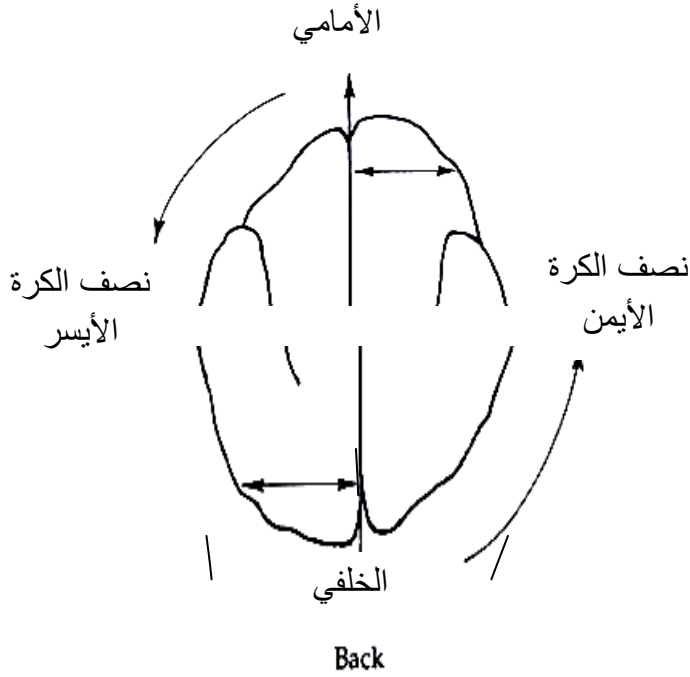 الأمامي
نصف الكرة
الأيمن
نصف الكرة
الأيسر
الخلفي
Back